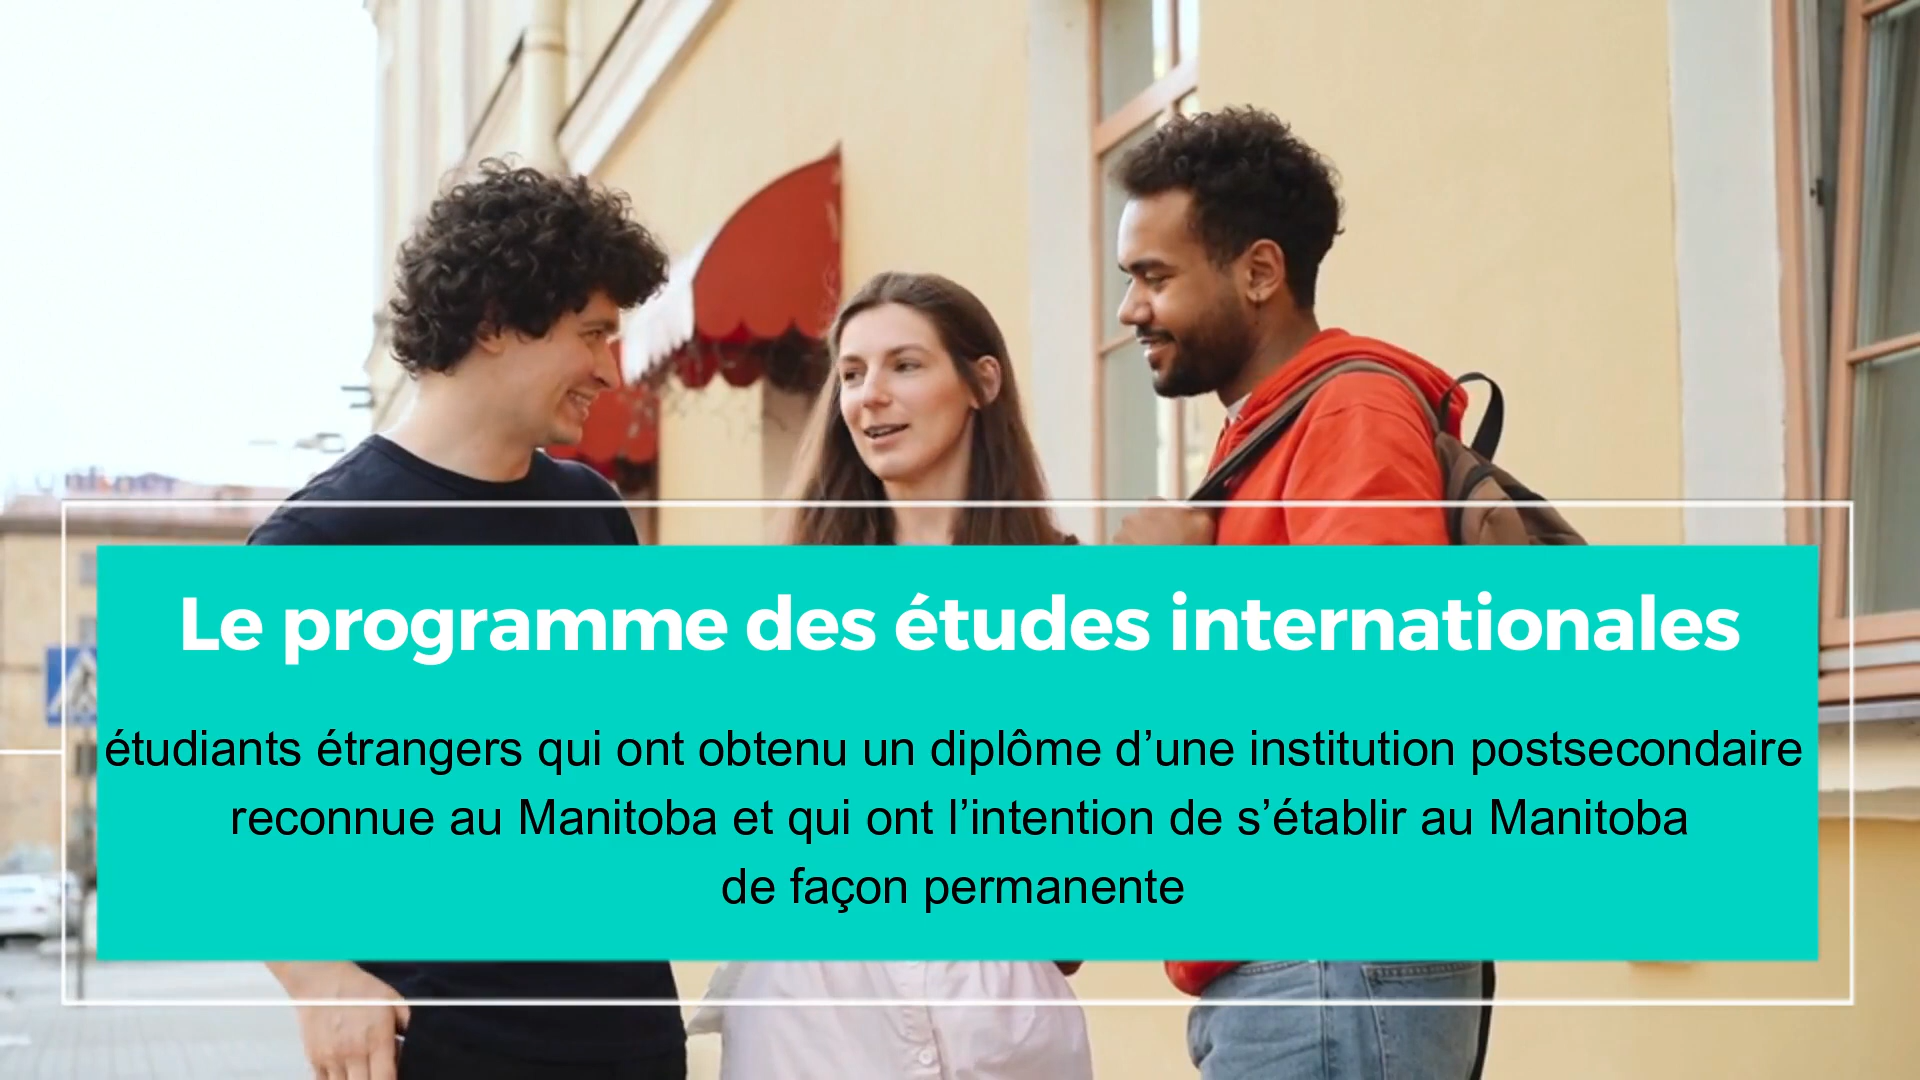 Le programme des études internationales
étudiants étrangers qui ont obtenu un diplôme d’une institution postsecondaire
reconnue au Manitoba et qui ont l’intention de s’établir au Manitoba
de façon permanente